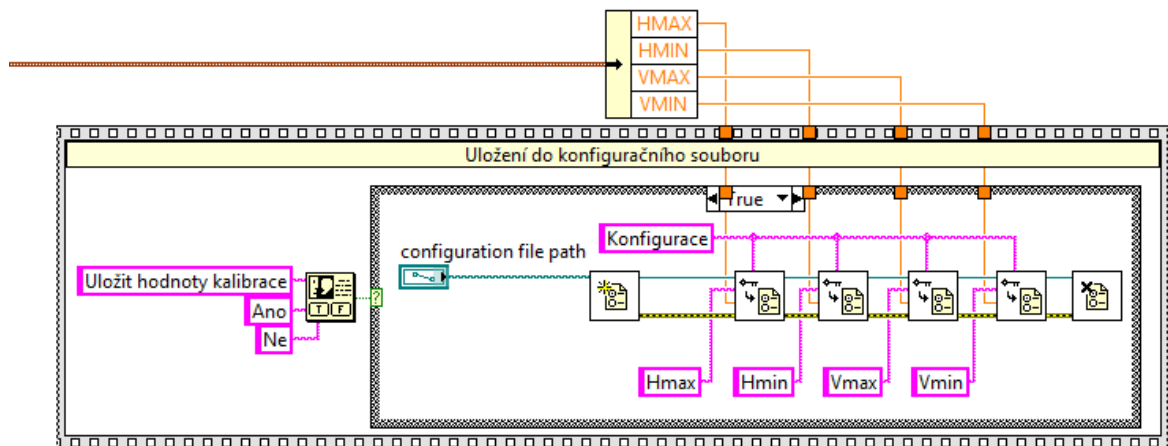 HMAX
HMIN
VMAX
VMIN
Uložení do konfiguračního souboru
True
Konfigurace
configuration file path
Uložit hodnoty kalibrace
?
Ano
T F
Ne
Hmax
Hmin
Vmax
Vmin